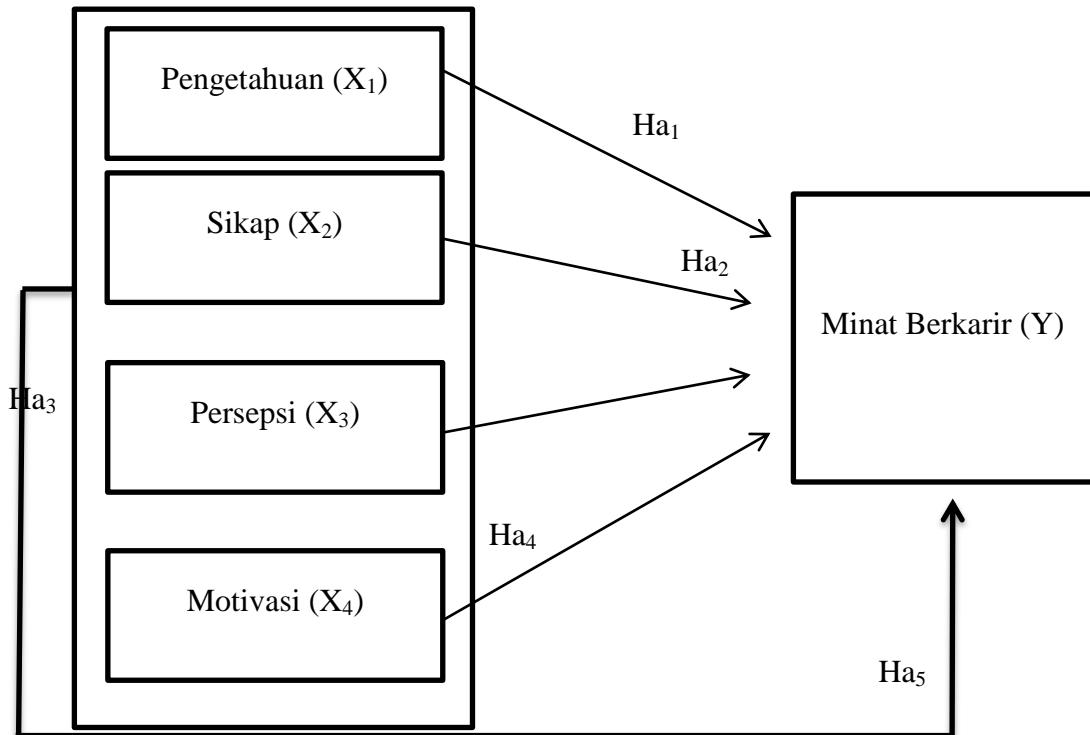 Pengetahuan (X₁)
Ha₁
Sikap (X₂)
Ha₂
Minat Berkarir (Y)
Ha₃
Persepsi (X₃)
Ha₄
Motivasi (X₄)
Ha₅